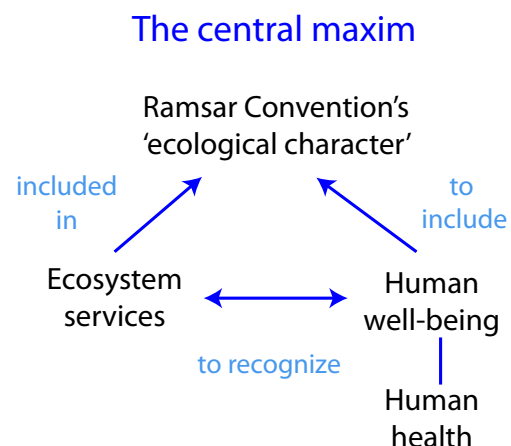 The central maxim
Ramsar Convention's
'ecological character'
included
in
to
include
Ecosystem
services
Human
well-being
to recognize
Human
health